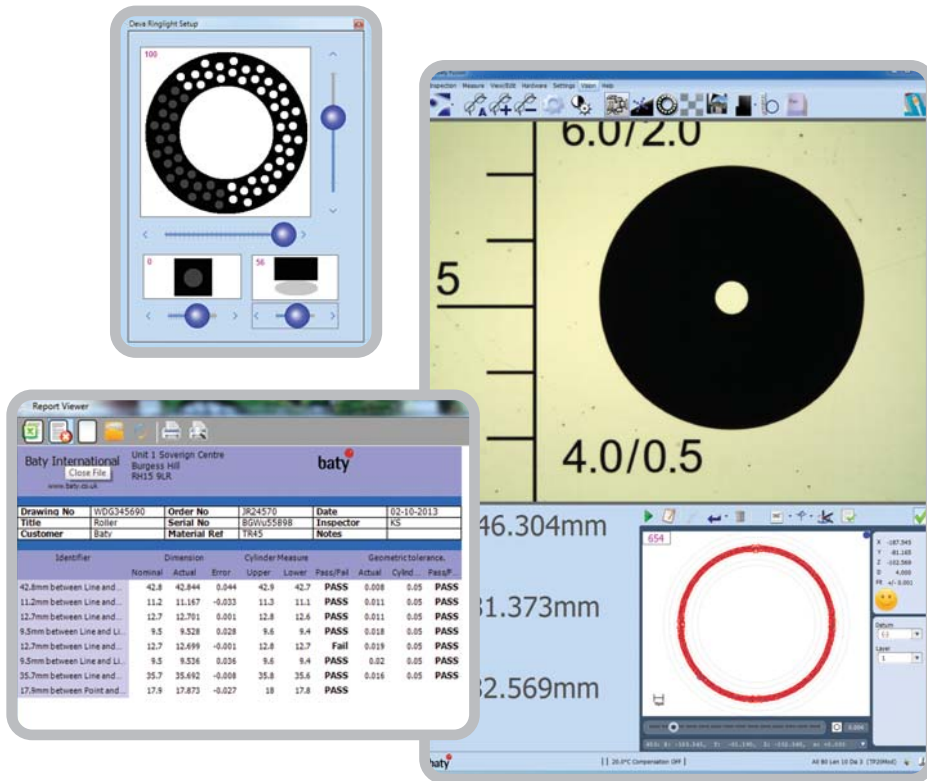 Deva Ringlight Setup
100
0
56
Inspection Measure View/Edit Hardware Settings Vision Help
6.0/2.0
5
4.0/0.5
46.304mm
31.373mm
32.569mm
654
X -187.545
Y -81.165
Z -102.568
D 4.000
Fit +/- 0.001
Datum
Layer
1
0.006
|| 20.0°C Compensation OFF ||
baty
Report Viewer
Baty International
Close File
www.baty.co.uk
Unit 1 Soverign Centre
Burgess Hill
RH15 9LR
baty
Drawing No WDG345690 Order No JR24570 Date 02-10-2013
Title Roller Serial No BGWu55898 Inspector KS
Customer Baty Material Ref TR45 Notes
Identifier Dimension Cylinder Measure Geometric tolerance.
Nominal Actual Error Upper Lower Pass/Fail Actual Cylind... Pass/P...
42.8mm between Line and... 42.8 42.844 0.044 42.9 42.7 PASS 0.008 0.05 PASS
11.2mm between Line and... 11.2 11.167 -0.033 11.3 11.1 PASS 0.011 0.05 PASS
12.7mm between Line and... 12.7 12.701 0.001 12.8 12.6 PASS 0.011 0.05 PASS
9.5mm between Line and Li... 9.5 9.528 0.028 9.6 9.4 PASS 0.018 0.05 PASS
12.7mm between Line and... 12.7 12.699 -0.001 12.8 12.7 Fail 0.019 0.05 PASS
9.5mm between Line and Li... 9.5 9.536 0.036 9.6 9.4 PASS 0.02 0.05 PASS
35.7mm between Line and... 35.7 35.692 -0.008 35.8 35.6 PASS 0.016 0.05 PASS
17.9mm between Point and... 17.9 17.873 -0.027 18 17.8 PASS